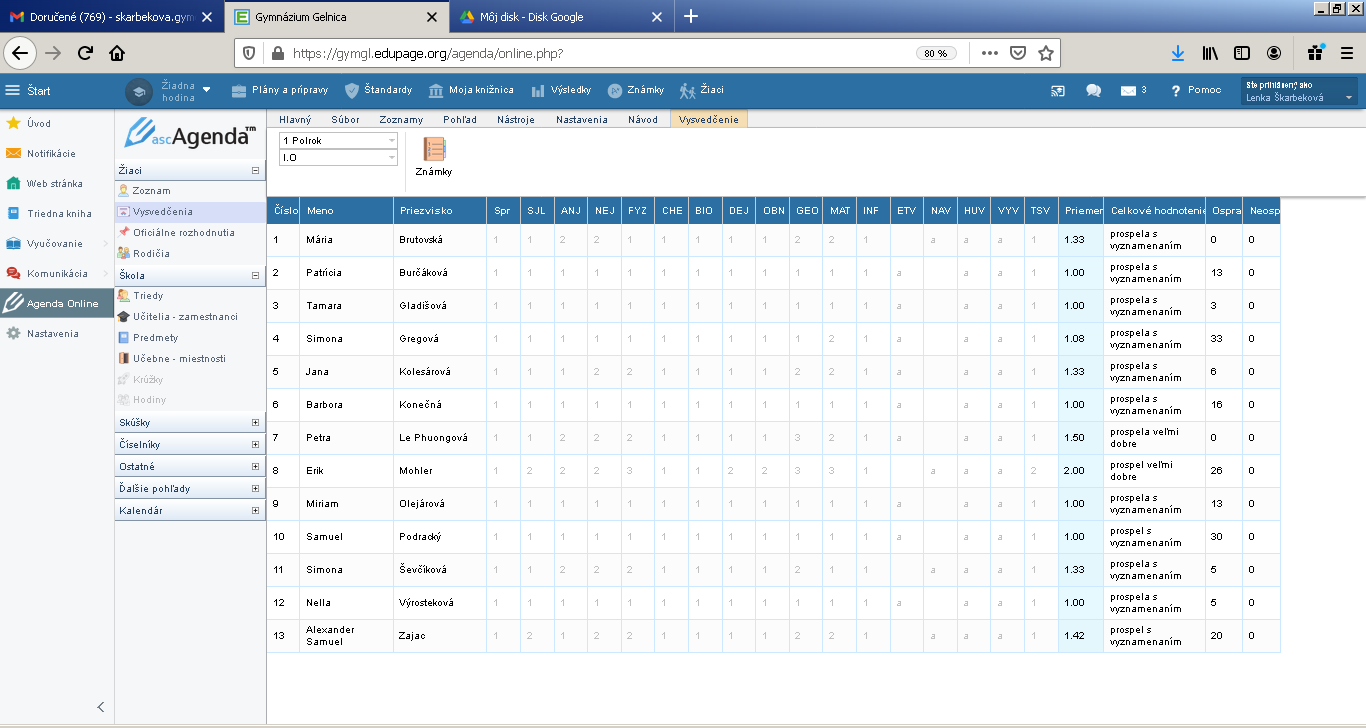 Doručené (769) - skarbekova.gym
Gymnázium Gelnica
Môj disk - Disk Google
https://gymgl.edupage.org/agenda/online.php?
80 %
Štart
Žiadna hodina
Plány a prípravy
Štandardy
Moja knižnica
Výsledky
Známky
Žiaci
3
Pomoc
Ste prihlásený ako
Lenka Škarbeková
Úvod
Notifikácie
Web stránka
Triedna kniha
Vyučovanie
Komunikácia
Agenda Online
Nastavenia
ascAgenda™
Žiaci
Zoznam
Vysvedčenia
Oficiálne rozhodnutia
Rodičia
Škola
Triedy
Učitelia - zamestnanci
Predmety
Učebne - miestnosti
Krúžky
Hodiny
Skúšky
Číselníky
Ostatné
Ďalšie pohľady
Kalendár
Hlavný Súbor Zoznamy Pohľad Nástroje Nastavenia Návod Vysvedčenie
1 Polrok
I.O
Známky
Číslo Meno Priezvisko Spr SJL ANJ NEJ FYZ CHE BIO DEJ OBN GEO MAT INF ETV NAV HUV VYV TSV Priemer Celkové hodnotenie Ospra Neosp
1 Mária Brutovská 1 1 2 2 1 1 1 1 1 2 2 1 a a a 1 1.33 prospela s vyznamenaním 0 0
2 Patrícia Burčáková 1 1 1 1 1 1 1 1 1 1 1 1 a a a 1 1.00 prospela s vyznamenaním 13 0
3 Tamara Gladišová 1 1 1 1 1 1 1 1 1 1 1 1 a a a 1 1.00 prospela s vyznamenaním 3 0
4 Simona Gregová 1 1 1 1 1 1 1 1 1 1 2 1 a a a 1 1.08 prospela s vyznamenaním 33 0
5 Jana Kolesárová 1 1 1 2 2 1 1 1 1 2 2 1 a a a 1 1.33 prospela s vyznamenaním 6 0
6 Barbora Konečná 1 1 1 1 1 1 1 1 1 1 1 1 a a a 1 1.00 prospela s vyznamenaním 16 0
7 Petra Le Phuongová 1 1 2 2 2 1 1 1 1 3 2 1 a a a 1 1.50 prospela veľmi dobre 0 0
8 Erik Mohler 1 2 2 2 3 1 1 2 2 3 3 1 a a a 2 2.00 prospel veľmi dobre 26 0
9 Miriam Olejárová 1 1 1 1 1 1 1 1 1 1 1 1 a a a 1 1.00 prospela s vyznamenaním 13 0
10 Samuel Podracký 1 1 1 1 1 1 1 1 1 1 1 1 a a a 1 1.00 prospel s vyznamenaním 30 0
11 Simona Ševčíková 1 1 2 2 2 1 1 1 1 2 1 1 a a a 1 1.33 prospela s vyznamenaním 5 0
12 Nella Výrosteková 1 1 1 1 1 1 1 1 1 1 1 1 a a a 1 1.00 prospela s vyznamenaním 5 0
13 Alexander Samuel Zajac 1 2 1 2 2 1 1 1 1 2 2 1 a a a 1 1.42 prospel s vyznamenaním 20 0